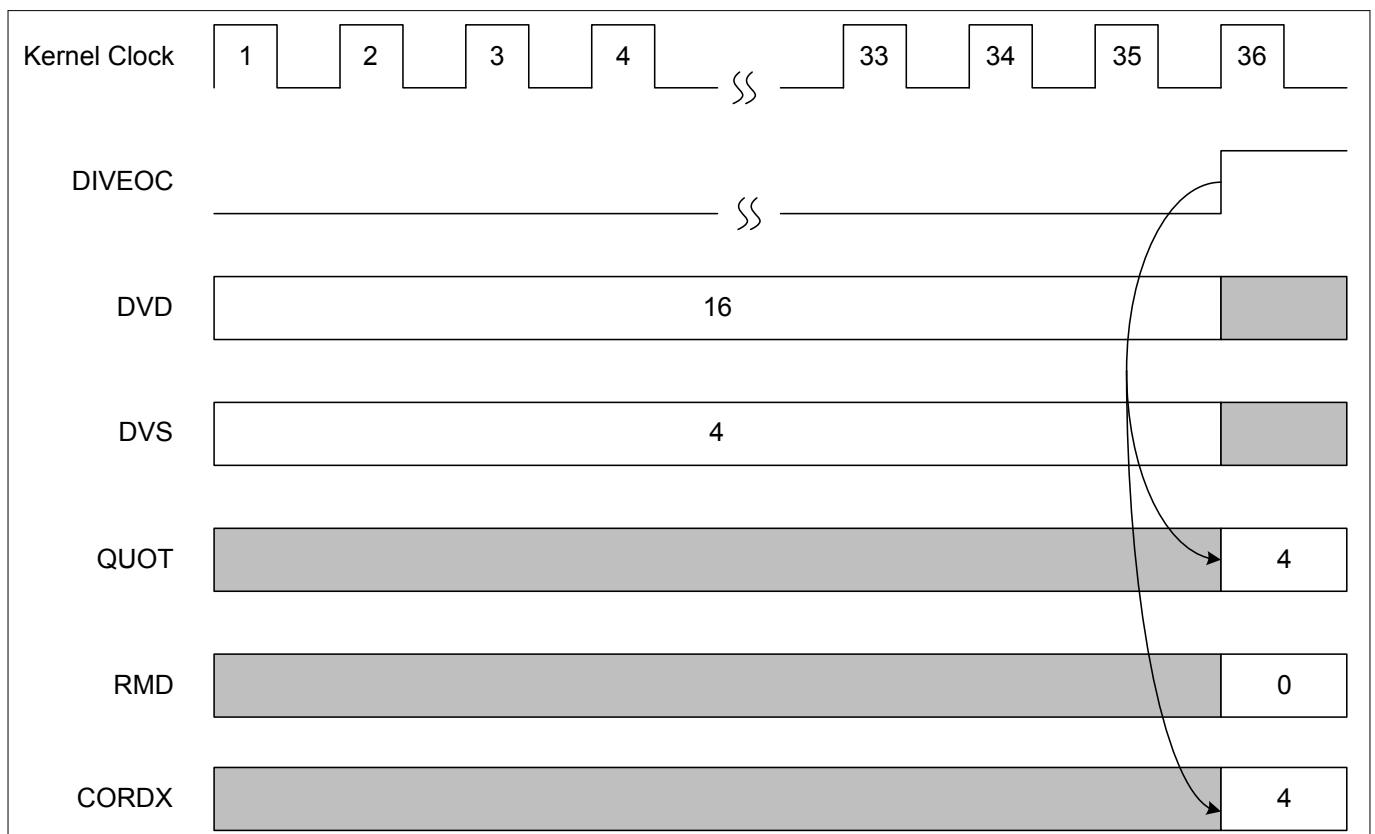 Kernel Clock 1 2 3 4 33 34 35 36
DIVEOC
DVD 16
DVS 4
QUOT 4
RMD 0
CORDX 4